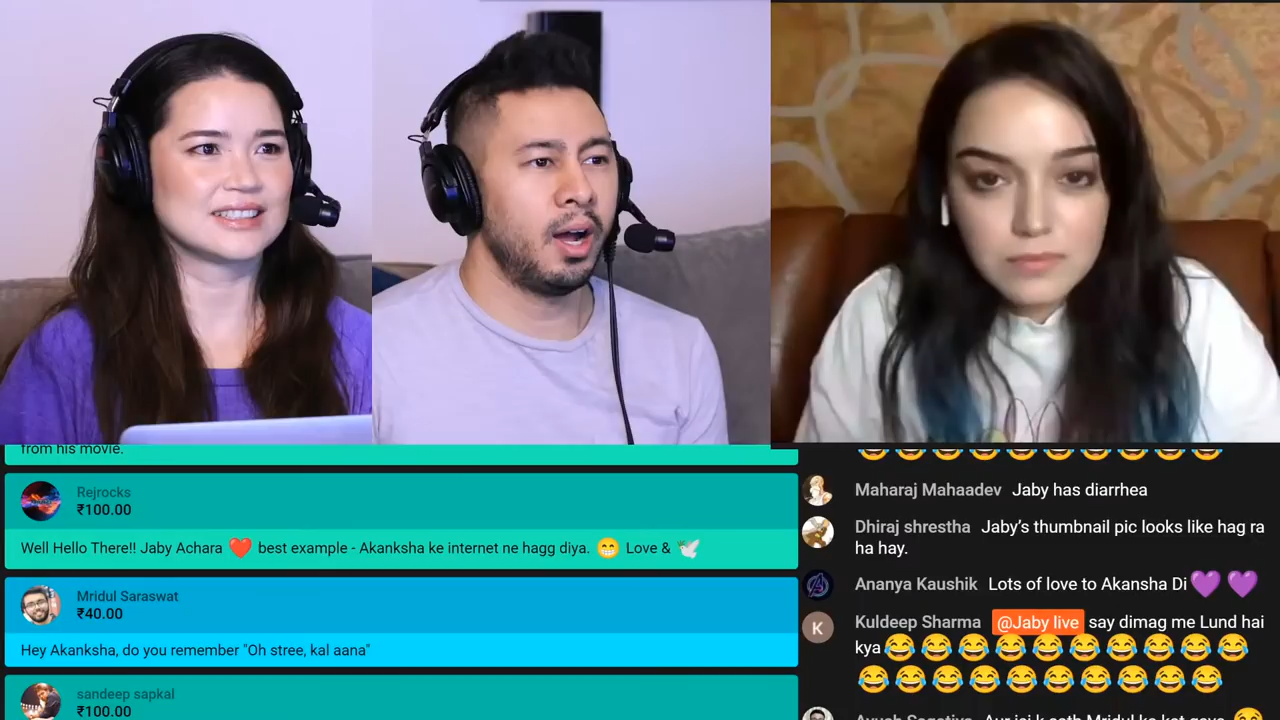 from his movie.
Rejrocks
₹100.00
Well Hello There!! Jaby Achara ❤️ best example - Akanksha ke internet ne hagg diya. 😁 Love & 🕊️
Mridul Saraswat
₹40.00
Hey Akanksha, do you remember "Oh stree, kal aana"
sandeep sapkal
₹100.00
😂😂😂😂😂😂😂😂😂😂
Maharaj Mahaadev Jaby has diarrhea
Dhiraj shrestha Jaby's thumbnail pic looks like hag ra
ha hay.
Ananya Kaushik Lots of love to Akansha Di💜 💜
K
Kuldeep Sharma @Jaby live say dimag me Lund hai
kya😂😂😂😂😂😂😂😂😂😂
😂😂😂😂😂😂😂😂😂😂